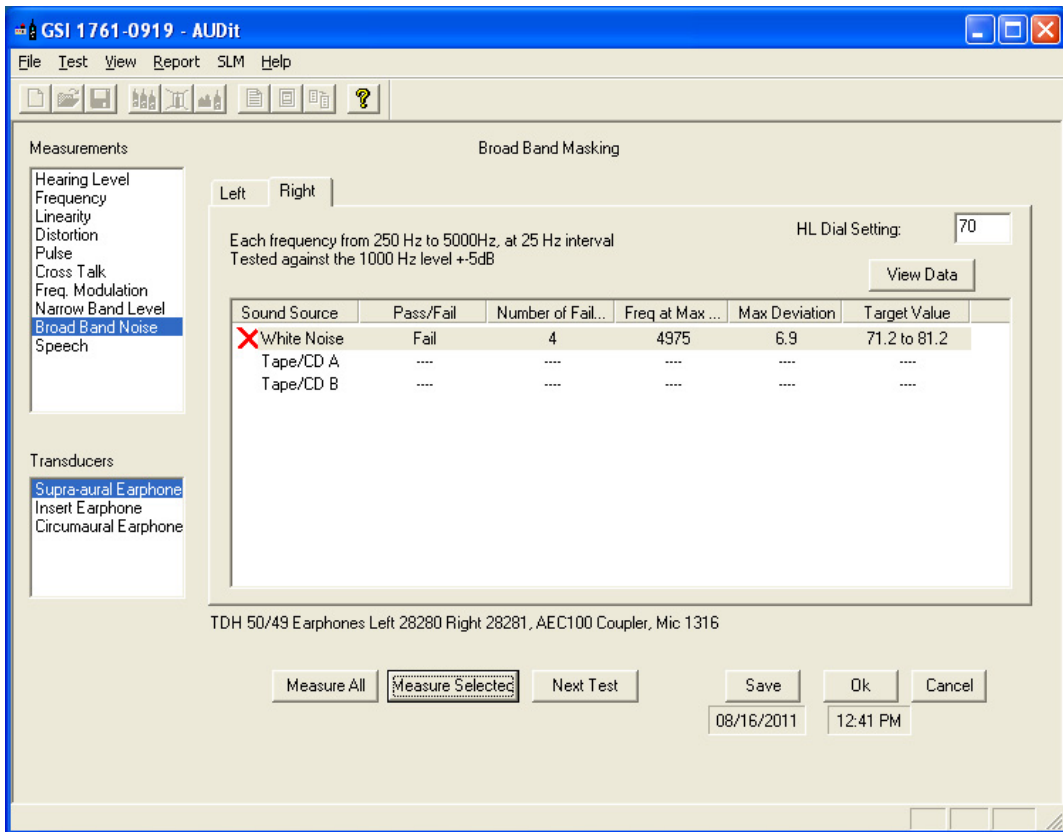 GSI 1761-0919 - AUDit
File Test View Report SLM Help
?
Measurements
Hearing Level
Frequency
Linearity
Distortion
Pulse
Cross Talk
Freq. Modulation
Narrow Band Level
Broad Band Noise
Speech
Transducers
Supra-aural Earphone
Insert Earphone
Circumaural Earphone
Broad Band Masking
Left Right
Each frequency from 250 Hz to 5000Hz, at 25 Hz interval
Tested against the 1000 Hz level +-5dB
HL Dial Setting: 70
View Data
Sound Source Pass/Fail Number of Fail... Freq at Max ... Max Deviation Target Value
White Noise Fail 4 4975 6.9 71.2 to 81.2
Tape/CD A ---- ---- ---- ---- ----
Tape/CD B ---- ---- ---- ---- ----
TDH 50/49 Earphones Left 28280 Right 28281, AEC100 Coupler, Mic 1316
Measure All Measure Selected Next Test Save Ok Cancel
08/16/2011 12:41 PM